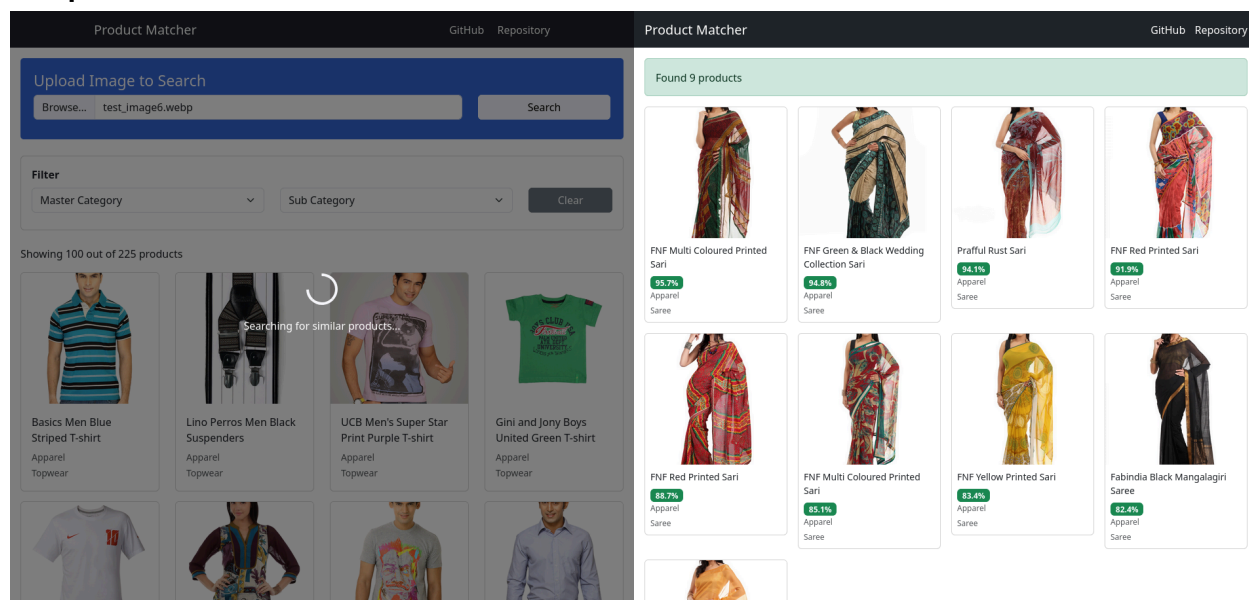 Product Matcher
GitHub Repository
Upload Image to Search
Browse... test_image6.webp
Search
Filter
Master Category
Sub Category
Clear
Showing 100 out of 225 products
Searching for similar products...
Basics Men Blue
Striped T-shirt
Apparel
Topwear
Lino Perros Men Black
Suspenders
Apparel
Topwear
UCB Men's Super Star
Print Purple T-shirt
Apparel
Topwear
Gini and Jony Boys
United Green T-shirt
Apparel
Topwear
10
Product Matcher
GitHub Repository
Found 9 products
FNF Multi Coloured Printed
Sari
95.7%
Apparel
Saree
FNF Green & Black Wedding
Collection Sari
94.8%
Apparel
Saree
Prafful Rust Sari
94.1%
Apparel
Saree
FNF Red Printed Sari
91.9%
Apparel
Saree
FNF Red Printed Sari
88.7%
Apparel
Saree
FNF Multi Coloured Printed
Sari
85.1%
Apparel
Saree
FNF Yellow Printed Sari
83.4%
Apparel
Saree
Fabindia Black Mangalagiri
Saree
82.4%
Apparel
Saree